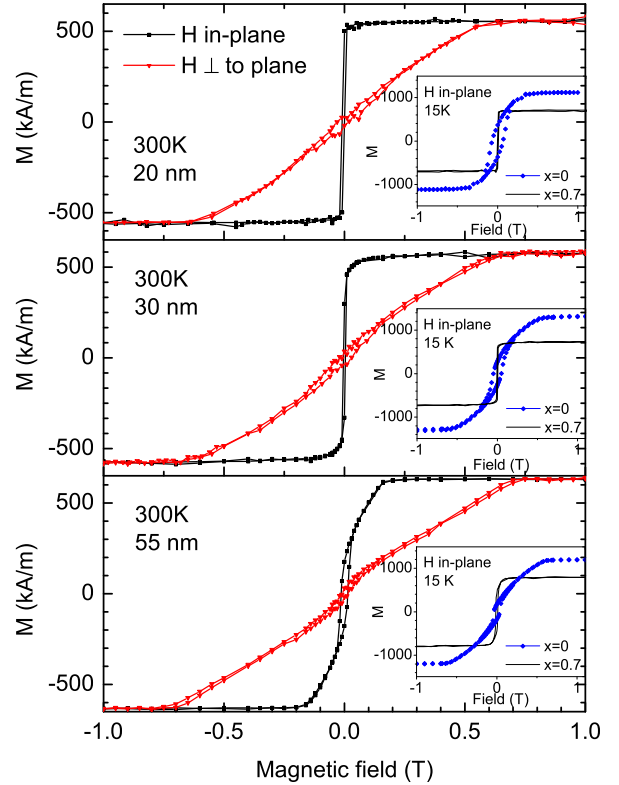 H in-plane
H ⊥ to plane
300K
20 nm
M (kA/m)
500
0
-500
H in-plane
15K
M
1000
0
-1000
x=0
x=0.7
-1 0 1
Field (T)
300K
30 nm
M (kA/m)
500
0
-500
H in-plane
15 K
M
1000
0
-1000
x=0
x=0.7
-1 0 1
Field (T)
300K
55 nm
M (kA/m)
500
0
-500
H in-plane
15 K
M
1000
0
-1000
x=0
x=0.7
-1 0 1
Field (T)
-1.0 -0.5 0.0 0.5 1.0
Magnetic field (T)